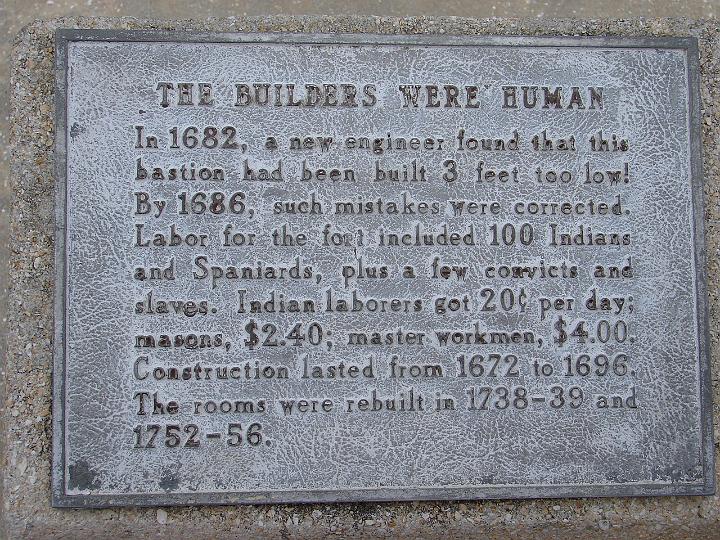 THE BUILDERS WERE HUMAN
In 1682, a new engineer found that this
bastion had been built 3 feet too low!
By 1686, such mistakes were corrected.
Labor for the fort included 100 Indians
and Spaniards, plus a few convicts and
slaves. Indian laborers got 20¢ per day;
masons, $2.40; master workmen, $4.00.
Construction lasted from 1672 to 1696.
The rooms were rebuilt in 1738-39 and
1752-56.